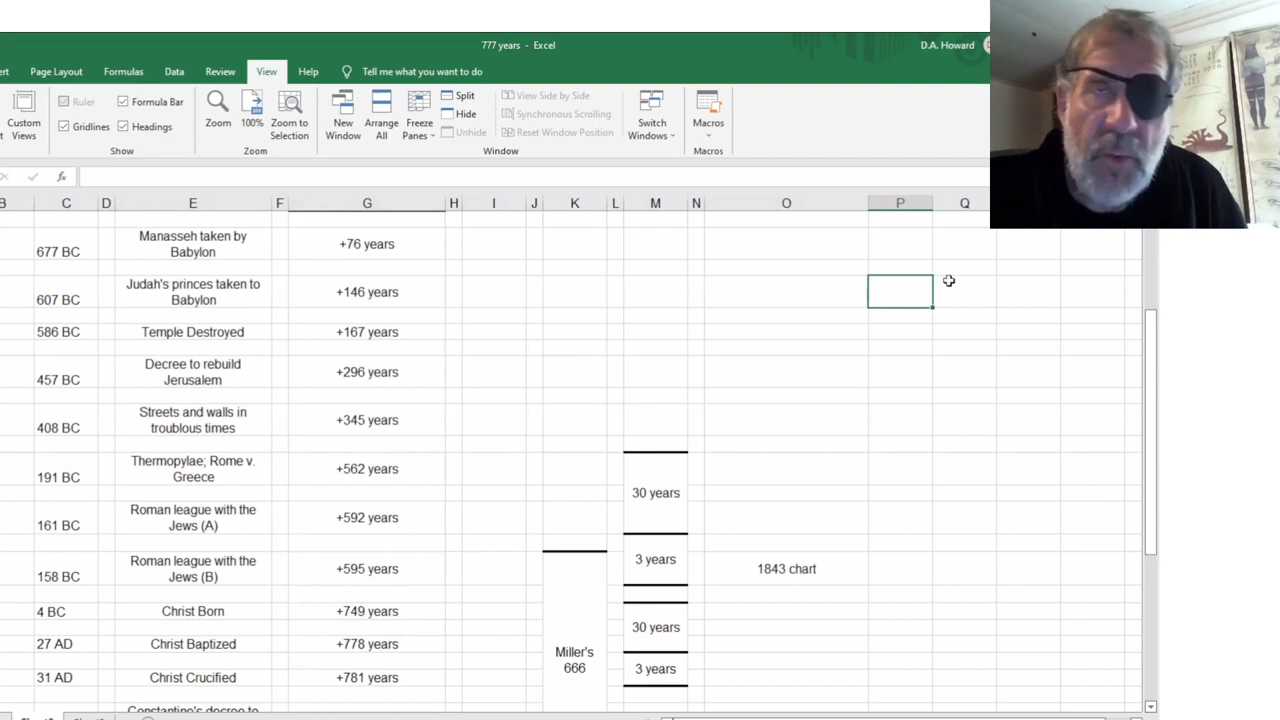 777 years - Excel
D.A. Howard
Page Layout
Formulas
Data
Review
View
Help
Tell me what you want to do
Custom Views
Ruler
Formula Bar
Gridlines
Headings
Show
Zoom
100%
Zoom to Selection
Zoom
New Window
Arrange All
Freeze Panes
Split
Hide
Unhide
View Side by Side
Synchronous Scrolling
Reset Window Position
Window
Switch Windows
Macros
Macros
fx
C D E F G H I J K L M N O P Q
677 BC
Manasseh taken by
Babylon
+76 years
607 BC
Judah's princes taken to
Babylon
+146 years
586 BC
Temple Destroyed
+167 years
457 BC
Decree to rebuild
Jerusalem
+296 years
408 BC
Streets and walls in
troublous times
+345 years
191 BC
Thermopylae; Rome v.
Greece
+562 years
30 years
161 BC
Roman league with the
Jews (A)
+592 years
3 years
158 BC
Roman league with the
Jews (B)
+595 years
1843 chart
4 BC
Christ Born
+749 years
30 years
27 AD
Christ Baptized
+778 years
Miller's
666
3 years
31 AD
Christ Crucified
+781 years
Constantine's decree to